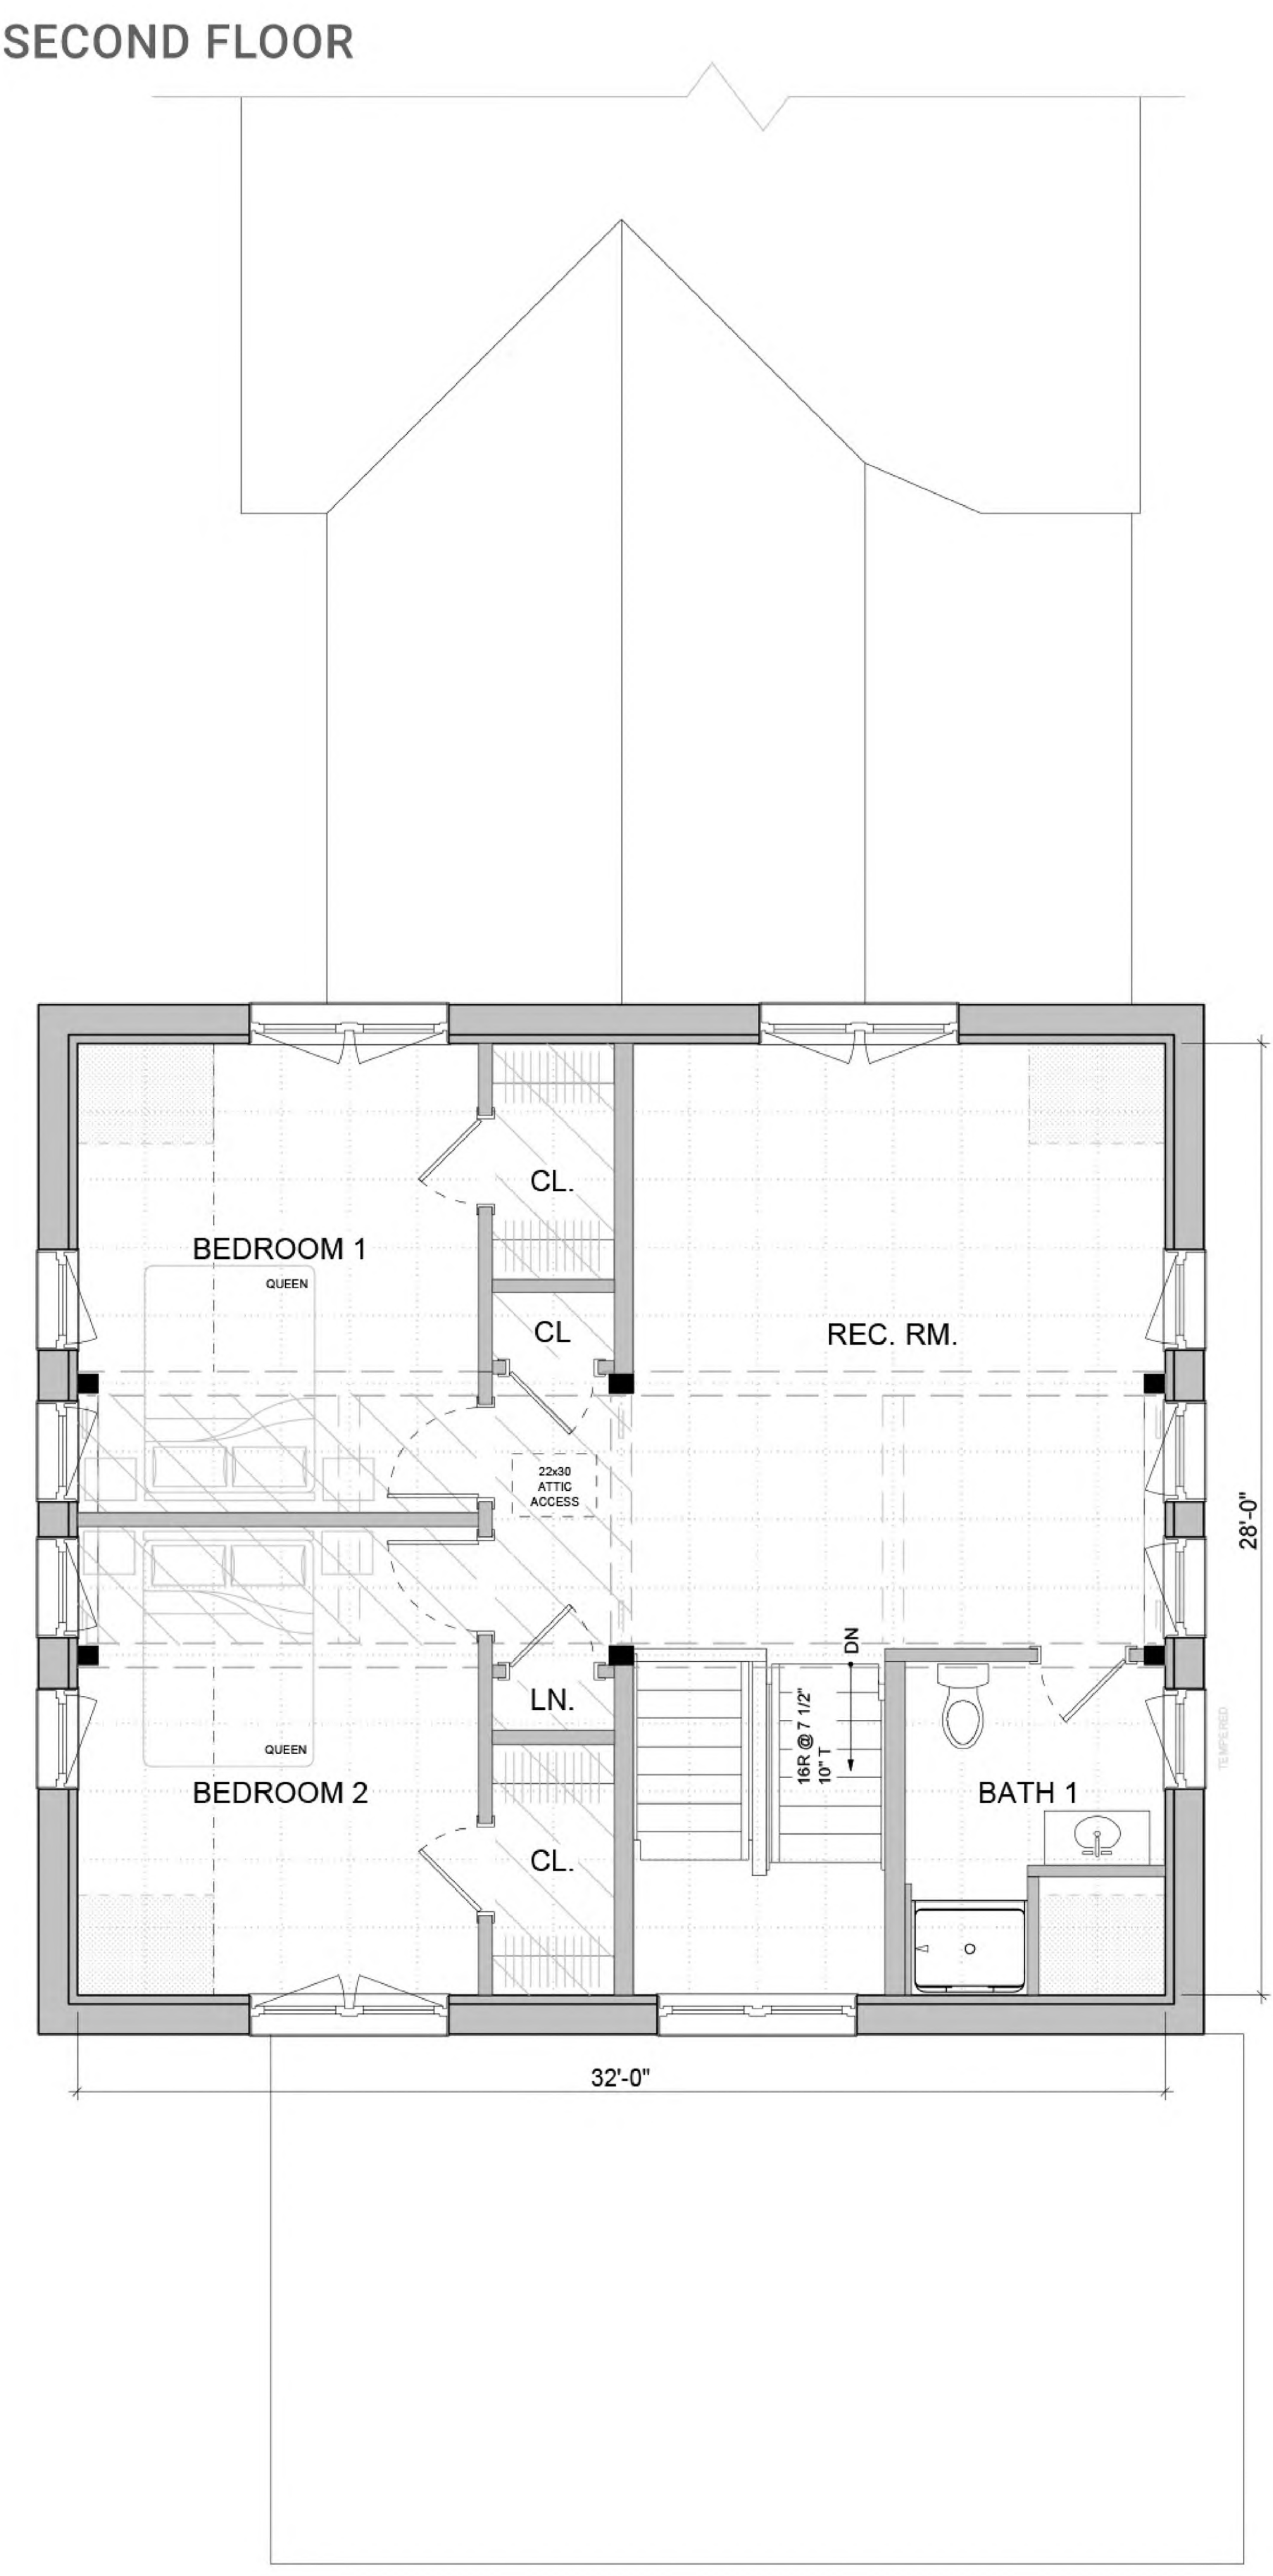 SECOND FLOOR
CL.
BEDROOM 1
QUEEN
CL
REC. RM.
22x30
ATTIC
ACCESS
28'-0"
DN
LN.
16R @ 7 1/2"
10" T
TEMPERED
QUEEN
BEDROOM 2
BATH 1
CL.
32'-0"